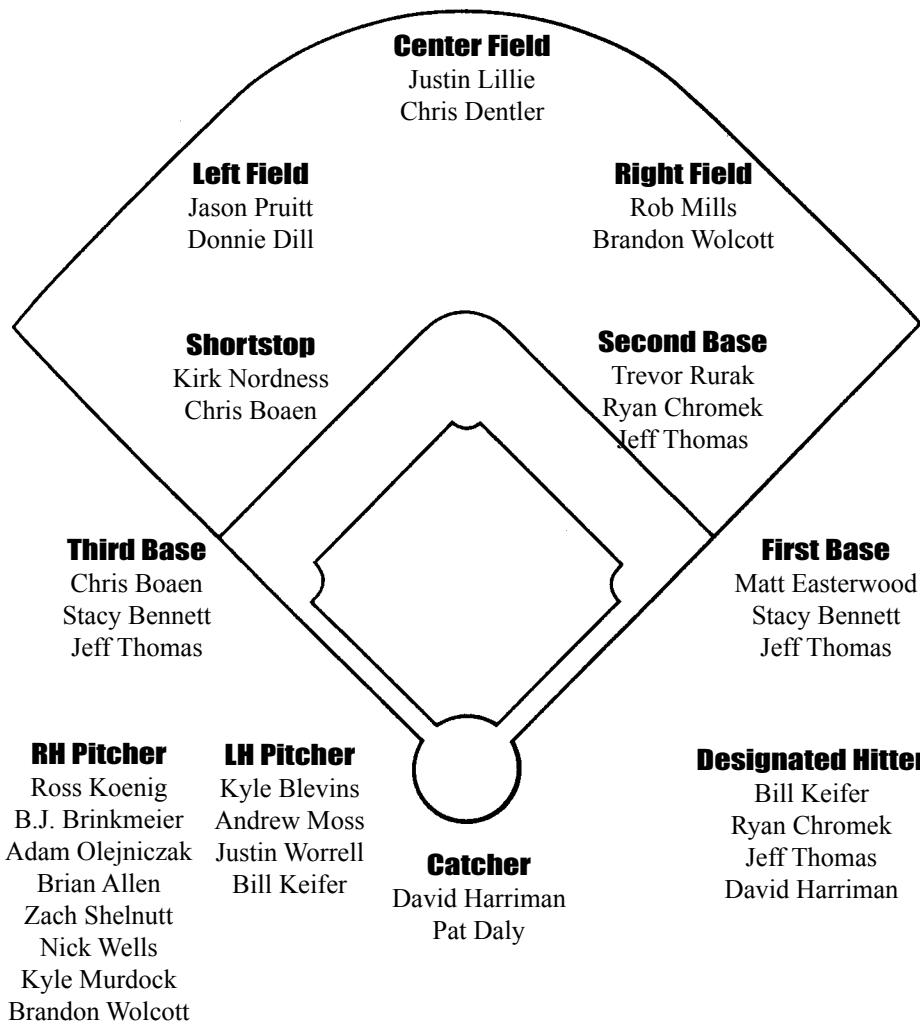 Center Field
Justin Lillie
Chris Dentler
Left Field
Jason Pruitt
Donnie Dill
Right Field
Rob Mills
Brandon Wolcott
Shortstop
Kirk Nordness
Chris Boaen
Second Base
Trevor Rurak
Ryan Chromek
Jeff Thomas
Third Base
Chris Boaen
Stacy Bennett
Jeff Thomas
First Base
Matt Easterwood
Stacy Bennett
Jeff Thomas
RH Pitcher
Ross Koenig
B.J. Brinkmeier
Adam Olejniczak
Brian Allen
Zach Shelnutt
Nick Wells
Kyle Murdock
Brandon Wolcott
LH Pitcher
Kyle Blevins
Andrew Moss
Justin Worrell
Bill Keifer
Catcher
David Harriman
Pat Daly
Designated Hitter
Bill Keifer
Ryan Chromek
Jeff Thomas
David Harriman